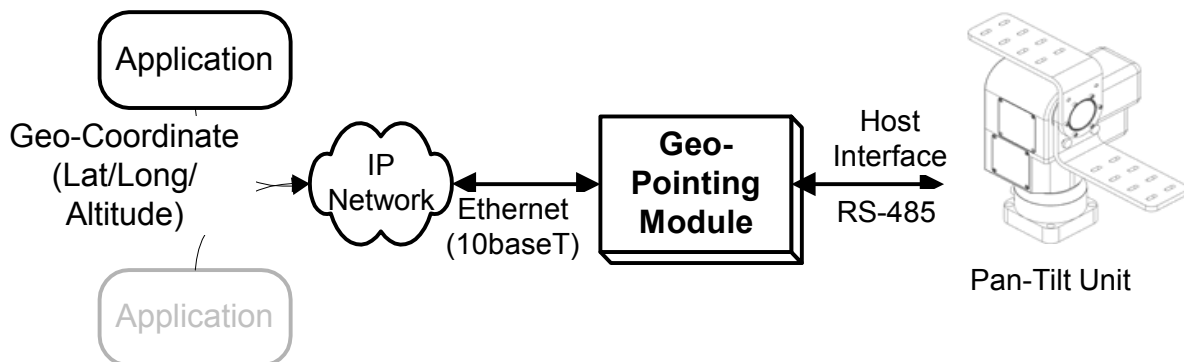 Application
Geo-Coordinate
(Lat/Long/
Altitude)
Application
IP
Network
Ethernet
(10baseT)
Geo-
Pointing
Module
Host
Interface
RS-485
Pan-Tilt Unit